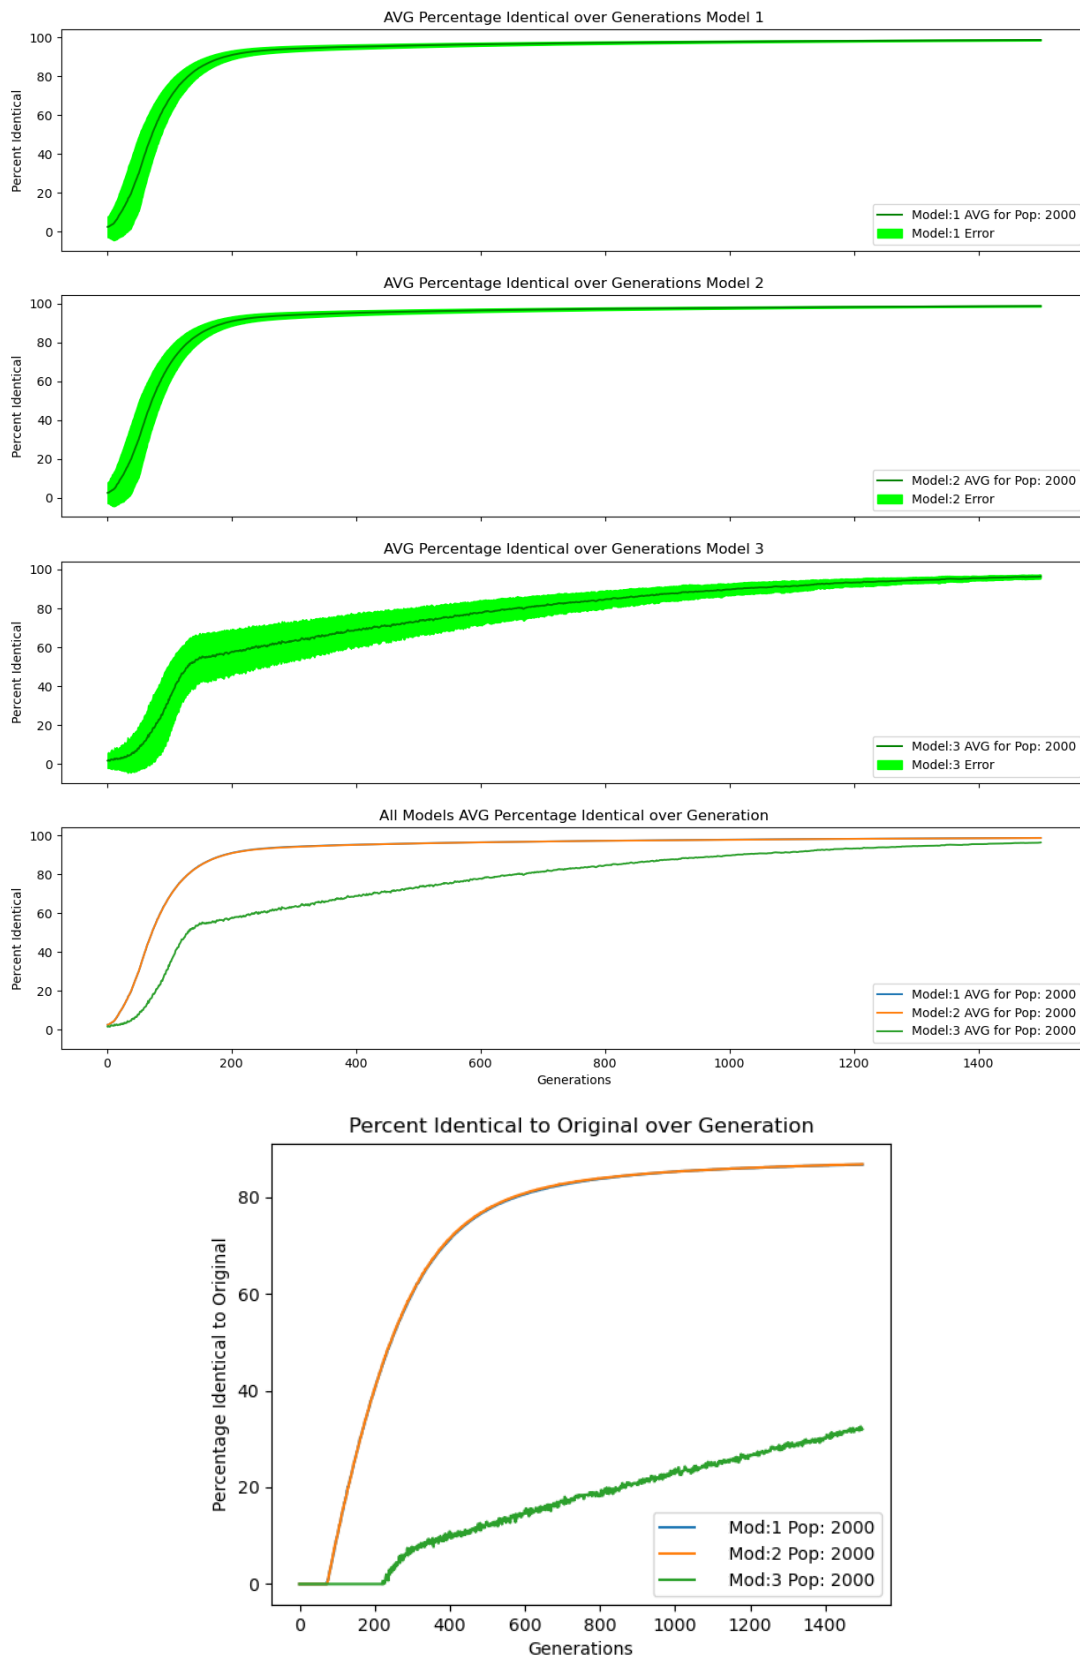 AVG Percentage Identical over Generations Model 1
100
80
60
40
20
0
Percent Identical
Model:1 AVG for Pop: 2000
Model:1 Error
AVG Percentage Identical over Generations Model 2
100
80
60
40
20
0
Percent Identical
Model:2 AVG for Pop: 2000
Model:2 Error
AVG Percentage Identical over Generations Model 3
100
80
60
40
20
0
Percent Identical
Model:3 AVG for Pop: 2000
Model:3 Error
All Models AVG Percentage Identical over Generation
100
80
60
40
20
0
Percent Identical
Model:1 AVG for Pop: 2000
Model:2 AVG for Pop: 2000
Model:3 AVG for Pop: 2000
0 200 400 600 800 1000 1200 1400
Generations
Percent Identical to Original over Generation
80
60
40
20
0
Percentage Identical to Original
Mod:1 Pop: 2000
Mod:2 Pop: 2000
Mod:3 Pop: 2000
0 200 400 600 800 1000 1200 1400
Generations